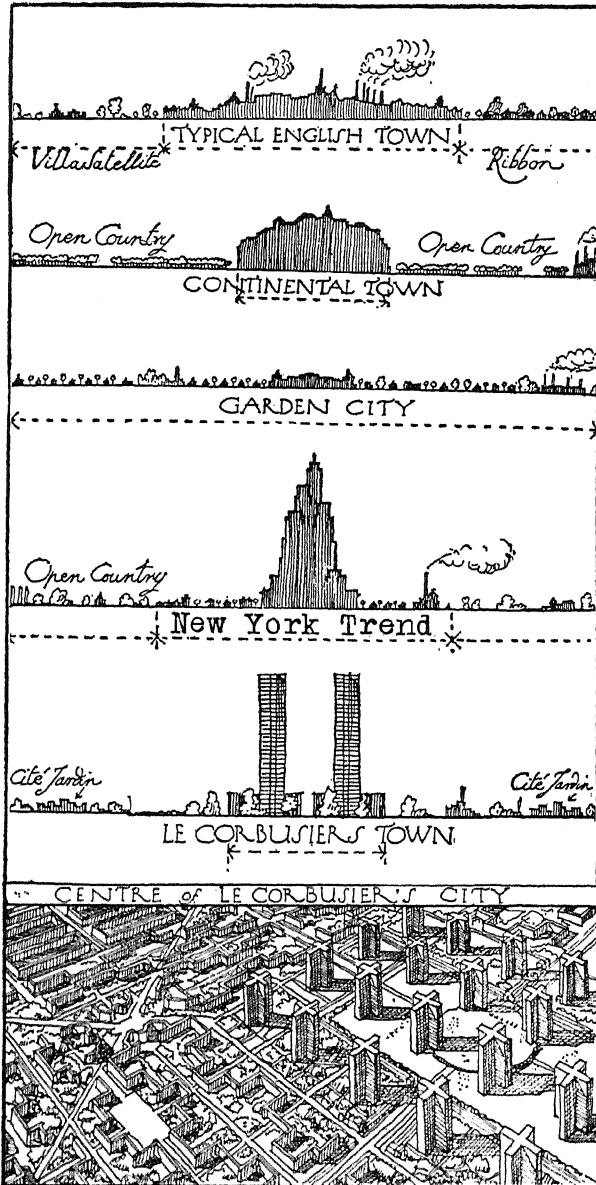 TYPICAL ENGLISH TOWN
Villa Satellite Ribbon
Open Country Open Country
CONTINENTAL TOWN
GARDEN CITY
Open Country
New York Trend
Cité Jardin Cité Jardin
LE CORBUSIERS TOWN
CENTRE of LE CORBUSIER'S CITY